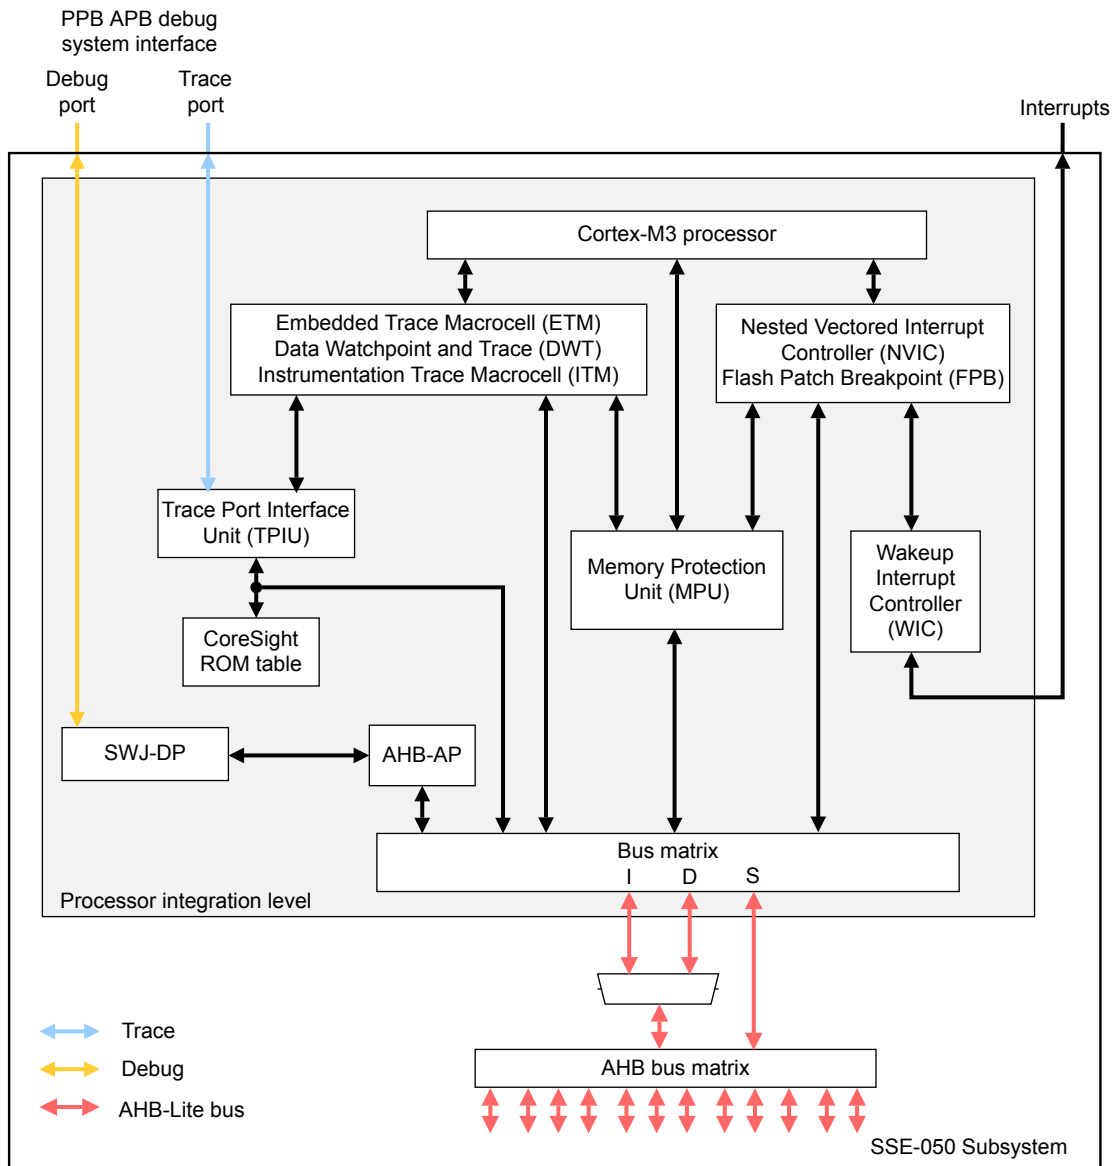 PPB APB debug
system interface
Debug
port
Trace
port
Interrupts
Cortex-M3 processor
Embedded Trace Macrocell (ETM)
Data Watchpoint and Trace (DWT)
Instrumentation Trace Macrocell (ITM)
Nested Vectored Interrupt
Controller (NVIC)
Flash Patch Breakpoint (FPB)
Trace Port Interface
Unit (TPIU)
Memory Protection
Unit (MPU)
Wakeup
Interrupt
Controller
(WIC)
CoreSight
ROM table
SWJ-DP
AHB-AP
Bus matrix
I D S
Processor integration level
Trace
Debug
AHB-Lite bus
AHB bus matrix
SSE-050 Subsystem